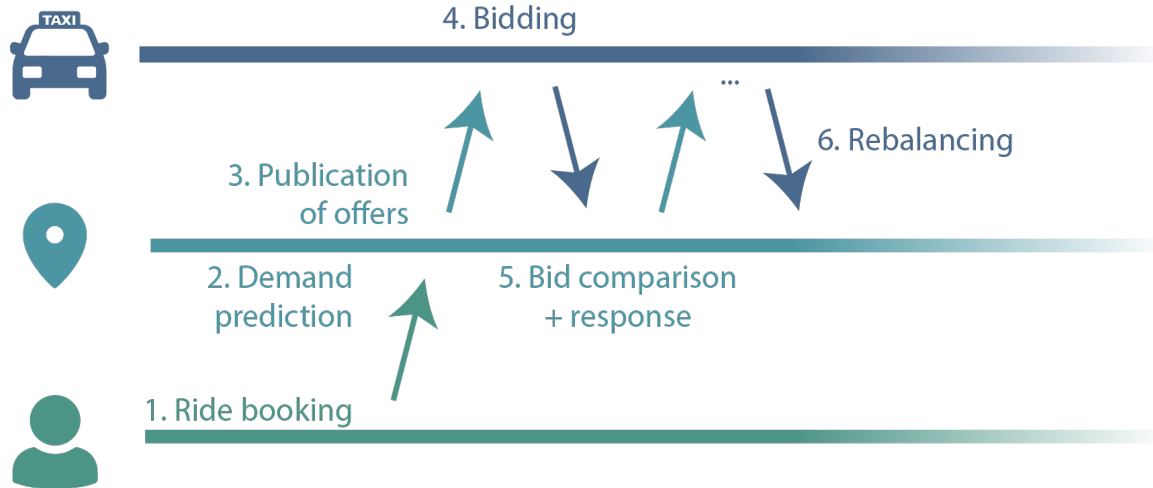 TAXI
4. Bidding
...
6. Rebalancing
3. Publication
of offers
2. Demand
prediction
5. Bid comparison
+ response
1. Ride booking